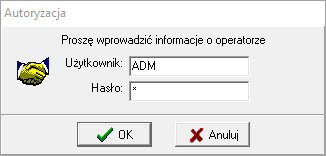 Autoryzacja
Proszę wprowadzić informacje o operatorze
Użytkownik: ADM
Hasło: *
OK Anuluj